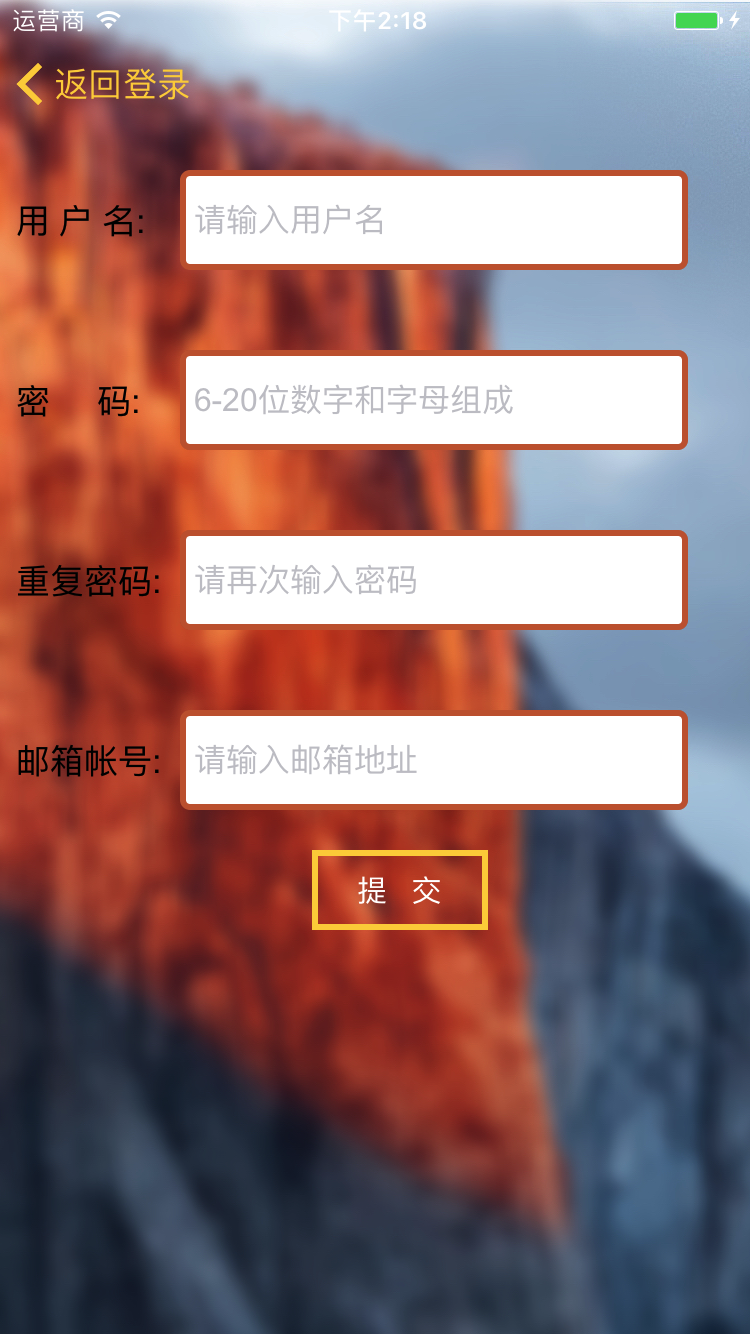 运营商 下午2:18
返回登录
用 户 名: 请输入用户名
密 码: 6-20位数字和字母组成
重复密码: 请再次输入密码
邮箱帐号: 请输入邮箱地址
提 交